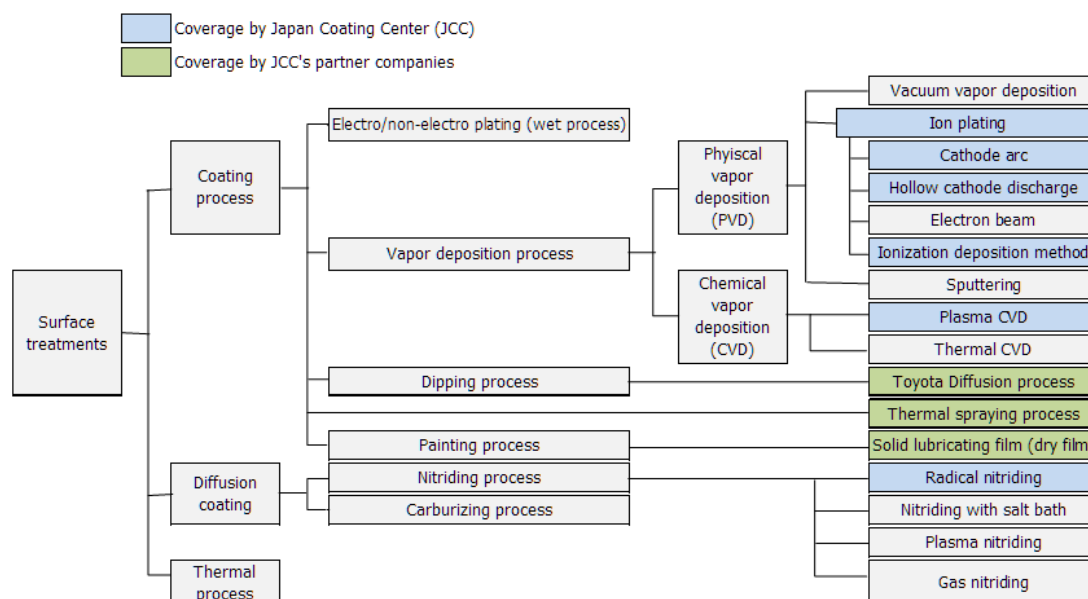 Coverage by Japan Coating Center (JCC)
Coverage by JCC's partner companies
Surface
treatments
Coating
process
Diffusion
coating
Thermal
process
Electro/non-electro plating (wet process)
Vapor deposition process
Dipping process
Painting process
Nitriding process
Carburizing process
Phyiscal
vapor
deposition
(PVD)
Chemical
vapor
deposition
(CVD)
Vacuum vapor deposition
Ion plating
Cathode arc
Hollow cathode discharge
Electron beam
Ionization deposition method
Sputtering
Plasma CVD
Thermal CVD
Toyota Diffusion process
Thermal spraying process
Solid lubricating film (dry film
Radical nitriding
Nitriding with salt bath
Plasma nitriding
Gas nitriding